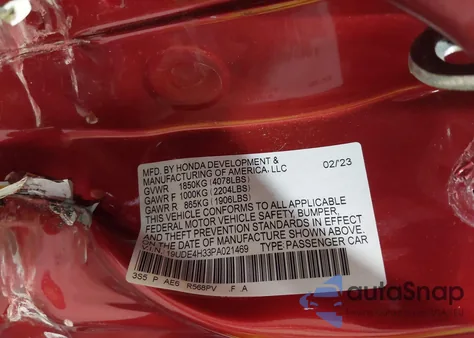 MFD. BY HONDA DEVELOPMENT &
MANUFACTURING OF AMERICA, LLC 02/23
GVWR 1850KG (4078LBS)
GAWR F 1000KG (2204LBS)
GAWR R 865KG (1906LBS)
THIS VEHICLE CONFORMS TO ALL APPLICABLE
FEDERAL MOTOR VEHICLE SAFETY, BUMPER,
AND THEFT PREVENTION STANDARDS IN EFFECT
ON THE DATE OF MANUFACTURE SHOWN ABOVE.
V.I.N. 19UDE4H33PA021469 TYPE: PASSENGER CAR
3S5 P AE6 R568PV .F .A
autoSnap